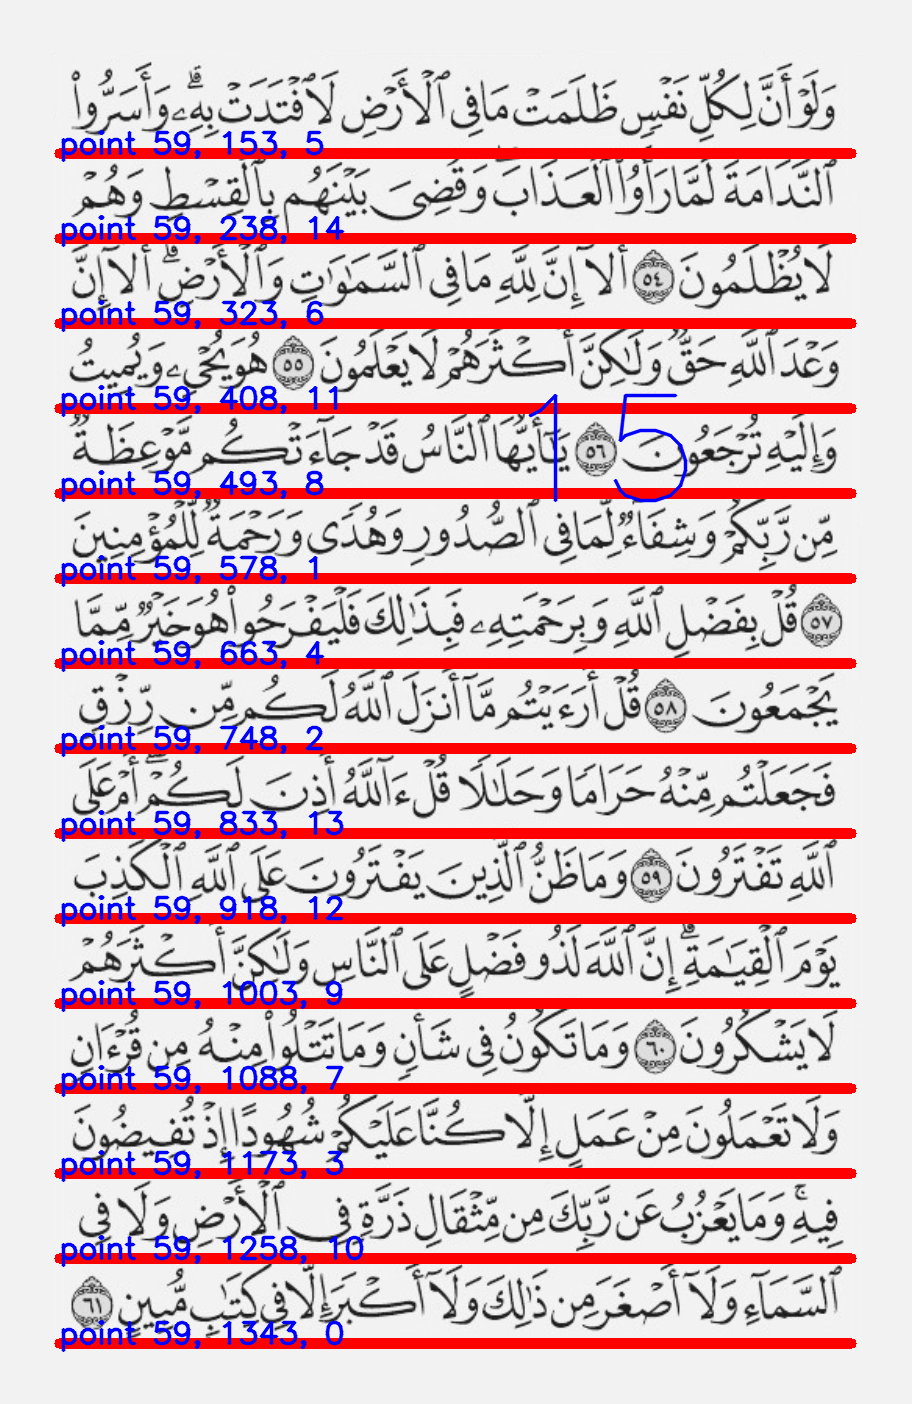 وَلَوْ أَنَّ لِكُلِّ نَفْسٍ ظَلَمَتْ مَا فِى ٱلْأَرْضِ لَٱفْتَدَتْ بِهِۦ ۗ وَأَسَرُّوا۟
point 59, 153, 5
ٱلنَّدَامَةَ لَمَّا رَأَوُا۟ ٱلْعَذَابَ ۖ وَقُضِىَ بَيْنَهُم بِٱلْقِسْطِ ۚ وَهُمْ
point 59, 238, 14
لَا يُظْلَمُونَ ٥٤ أَلَآ إِنَّ لِلَّهِ مَا فِى ٱلسَّمَـٰوَٰتِ وَٱلْأَرْضِ ۗ أَلَآ إِنَّ
point 59, 323, 6
وَعْدَ ٱللَّهِ حَقٌّ وَلَـٰكِنَّ أَكْثَرَهُمْ لَا يَعْلَمُونَ ٥٥ هُوَ يُحْىِۦ وَيُمِيتُ
point 59, 408, 11
وَإِلَيْهِ تُرْجَعُونَ ٥٦ يَـٰٓأَيُّهَا ٱلنَّاسُ قَدْ جَآءَتْكُم مَّوْعِظَةٌ
15
point 59, 493, 8
مِّن رَّبِّكُمْ وَشِفَآءٌ لِّمَا فِى ٱلصُّدُورِ وَهُدًى وَرَحْمَةٌ لِّلْمُؤْمِنِينَ
point 59, 578, 1
٥٧ قُلْ بِفَضْلِ ٱللَّهِ وَبِرَحْمَتِهِۦ فَبِذَٰلِكَ فَلْيَفْرَحُوا۟ هُوَ خَيْرٌ مِّمَّا
point 59, 663, 4
يَجْمَعُونَ ٥٨ قُلْ أَرَءَيْتُم مَّآ أَنزَلَ ٱللَّهُ لَكُم مِّن رِّزْقٍ
point 59, 748, 2
فَجَعَلْتُم مِّنْهُ حَرَامًا وَحَلَـٰلًا قُلْ ءَآللَّهُ أَذِنَ لَكُمْ ۖ أَمْ عَلَى
point 59, 833, 13
ٱللَّهِ تَفْتَرُونَ ٥٩ وَمَا ظَنُّ ٱلَّذِينَ يَفْتَرُونَ عَلَى ٱللَّهِ ٱلْكَذِبَ
point 59, 918, 12
يَوْمَ ٱلْقِيَـٰمَةِ ۗ إِنَّ ٱللَّهَ لَذُو فَضْلٍ عَلَى ٱلنَّاسِ وَلَـٰكِنَّ أَكْثَرَهُمْ
point 59, 1003, 9
لَا يَشْكُرُونَ ٦٠ وَمَا تَكُونُ فِى شَأْنٍ وَمَا تَتْلُوا۟ مِنْهُ مِن قُرْءَانٍ
point 59, 1088, 7
وَلَا تَعْمَلُونَ مِنْ عَمَلٍ إِلَّا كُنَّا عَلَيْكُمْ شُهُودًا إِذْ تُفِيضُونَ
point 59, 1173, 3
فِيهِ ۚ وَمَا يَعْزُبُ عَن رَّبِّكَ مِن مِّثْقَالِ ذَرَّةٍ فِى ٱلْأَرْضِ وَلَا فِى
point 59, 1258, 10
ٱلسَّمَآءِ وَلَآ أَصْغَرَ مِن ذَٰلِكَ وَلَآ أَكْبَرَ إِلَّا فِى كِتَـٰبٍ مُّبِينٍ ٦١
point 59, 1343, 0